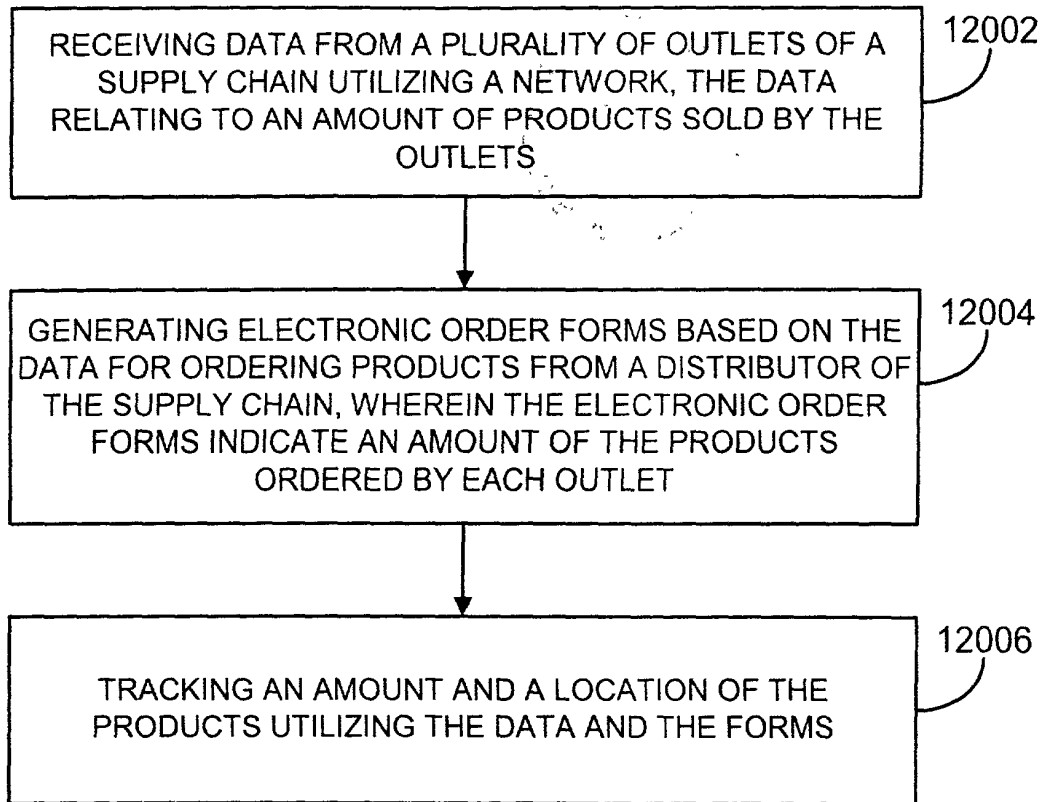 12002
RECEIVING DATA FROM A PLURALITY OF OUTLETS OF A
SUPPLY CHAIN UTILIZING A NETWORK, THE DATA
RELATING TO AN AMOUNT OF PRODUCTS SOLD BY THE
OUTLETS
12004
GENERATING ELECTRONIC ORDER FORMS BASED ON THE
DATA FOR ORDERING PRODUCTS FROM A DISTRIBUTOR OF
THE SUPPLY CHAIN, WHEREIN THE ELECTRONIC ORDER
FORMS INDICATE AN AMOUNT OF THE PRODUCTS
ORDERED BY EACH OUTLET
12006
TRACKING AN AMOUNT AND A LOCATION OF THE
PRODUCTS UTILIZING THE DATA AND THE FORMS